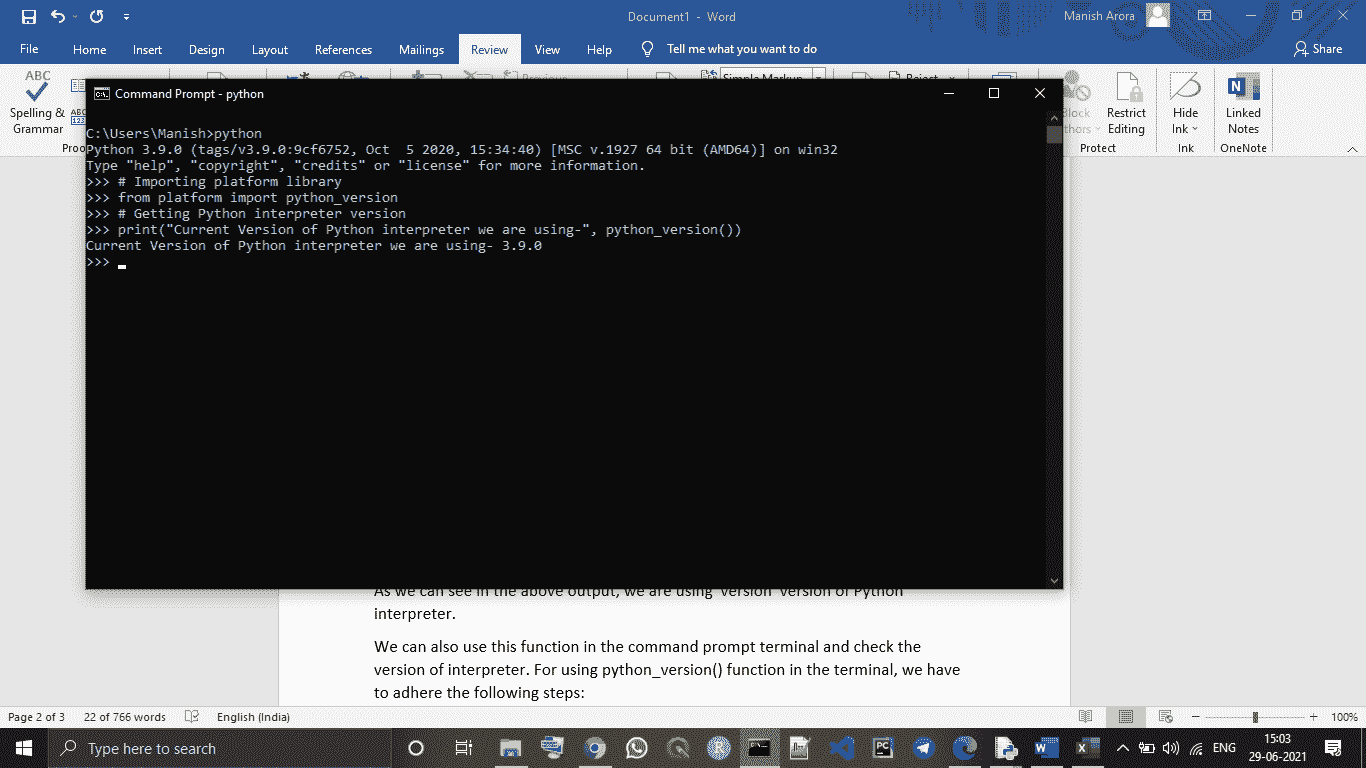 Document1 - Word
Manish Arora
File Home Insert Design Layout References Mailings Review View Help Tell me what you want to do Share
ABC
Spelling &
Grammar
ABC
123
Previous
Simple Markup
Reject
Restrict
Editing
Hide
Ink
Linked
Notes
Protect
Ink
OneNote
Command Prompt - python
C:\Users\Manish>python
Python 3.9.0 (tags/v3.9.0:9cf6752, Oct  5 2020, 15:34:40) [MSC v.1927 64 bit (AMD64)] on win32
Type "help", "copyright", "credits" or "license" for more information.
>>> # Importing platform library
>>> from platform import python_version
>>> # Getting Python interpreter version
>>> print("Current Version of Python interpreter we are using-", python_version())
Current Version of Python interpreter we are using- 3.9.0
>>>
As we can see in the above output, we are using 'version' version of Python
interpreter.
We can also use this function in the command prompt terminal and check the
version of interpreter. For using python_version() function in the terminal, we have
to adhere the following steps:
Page 2 of 3 22 of 766 words English (India) 100%
Type here to search
ENG
15:03
29-06-2021